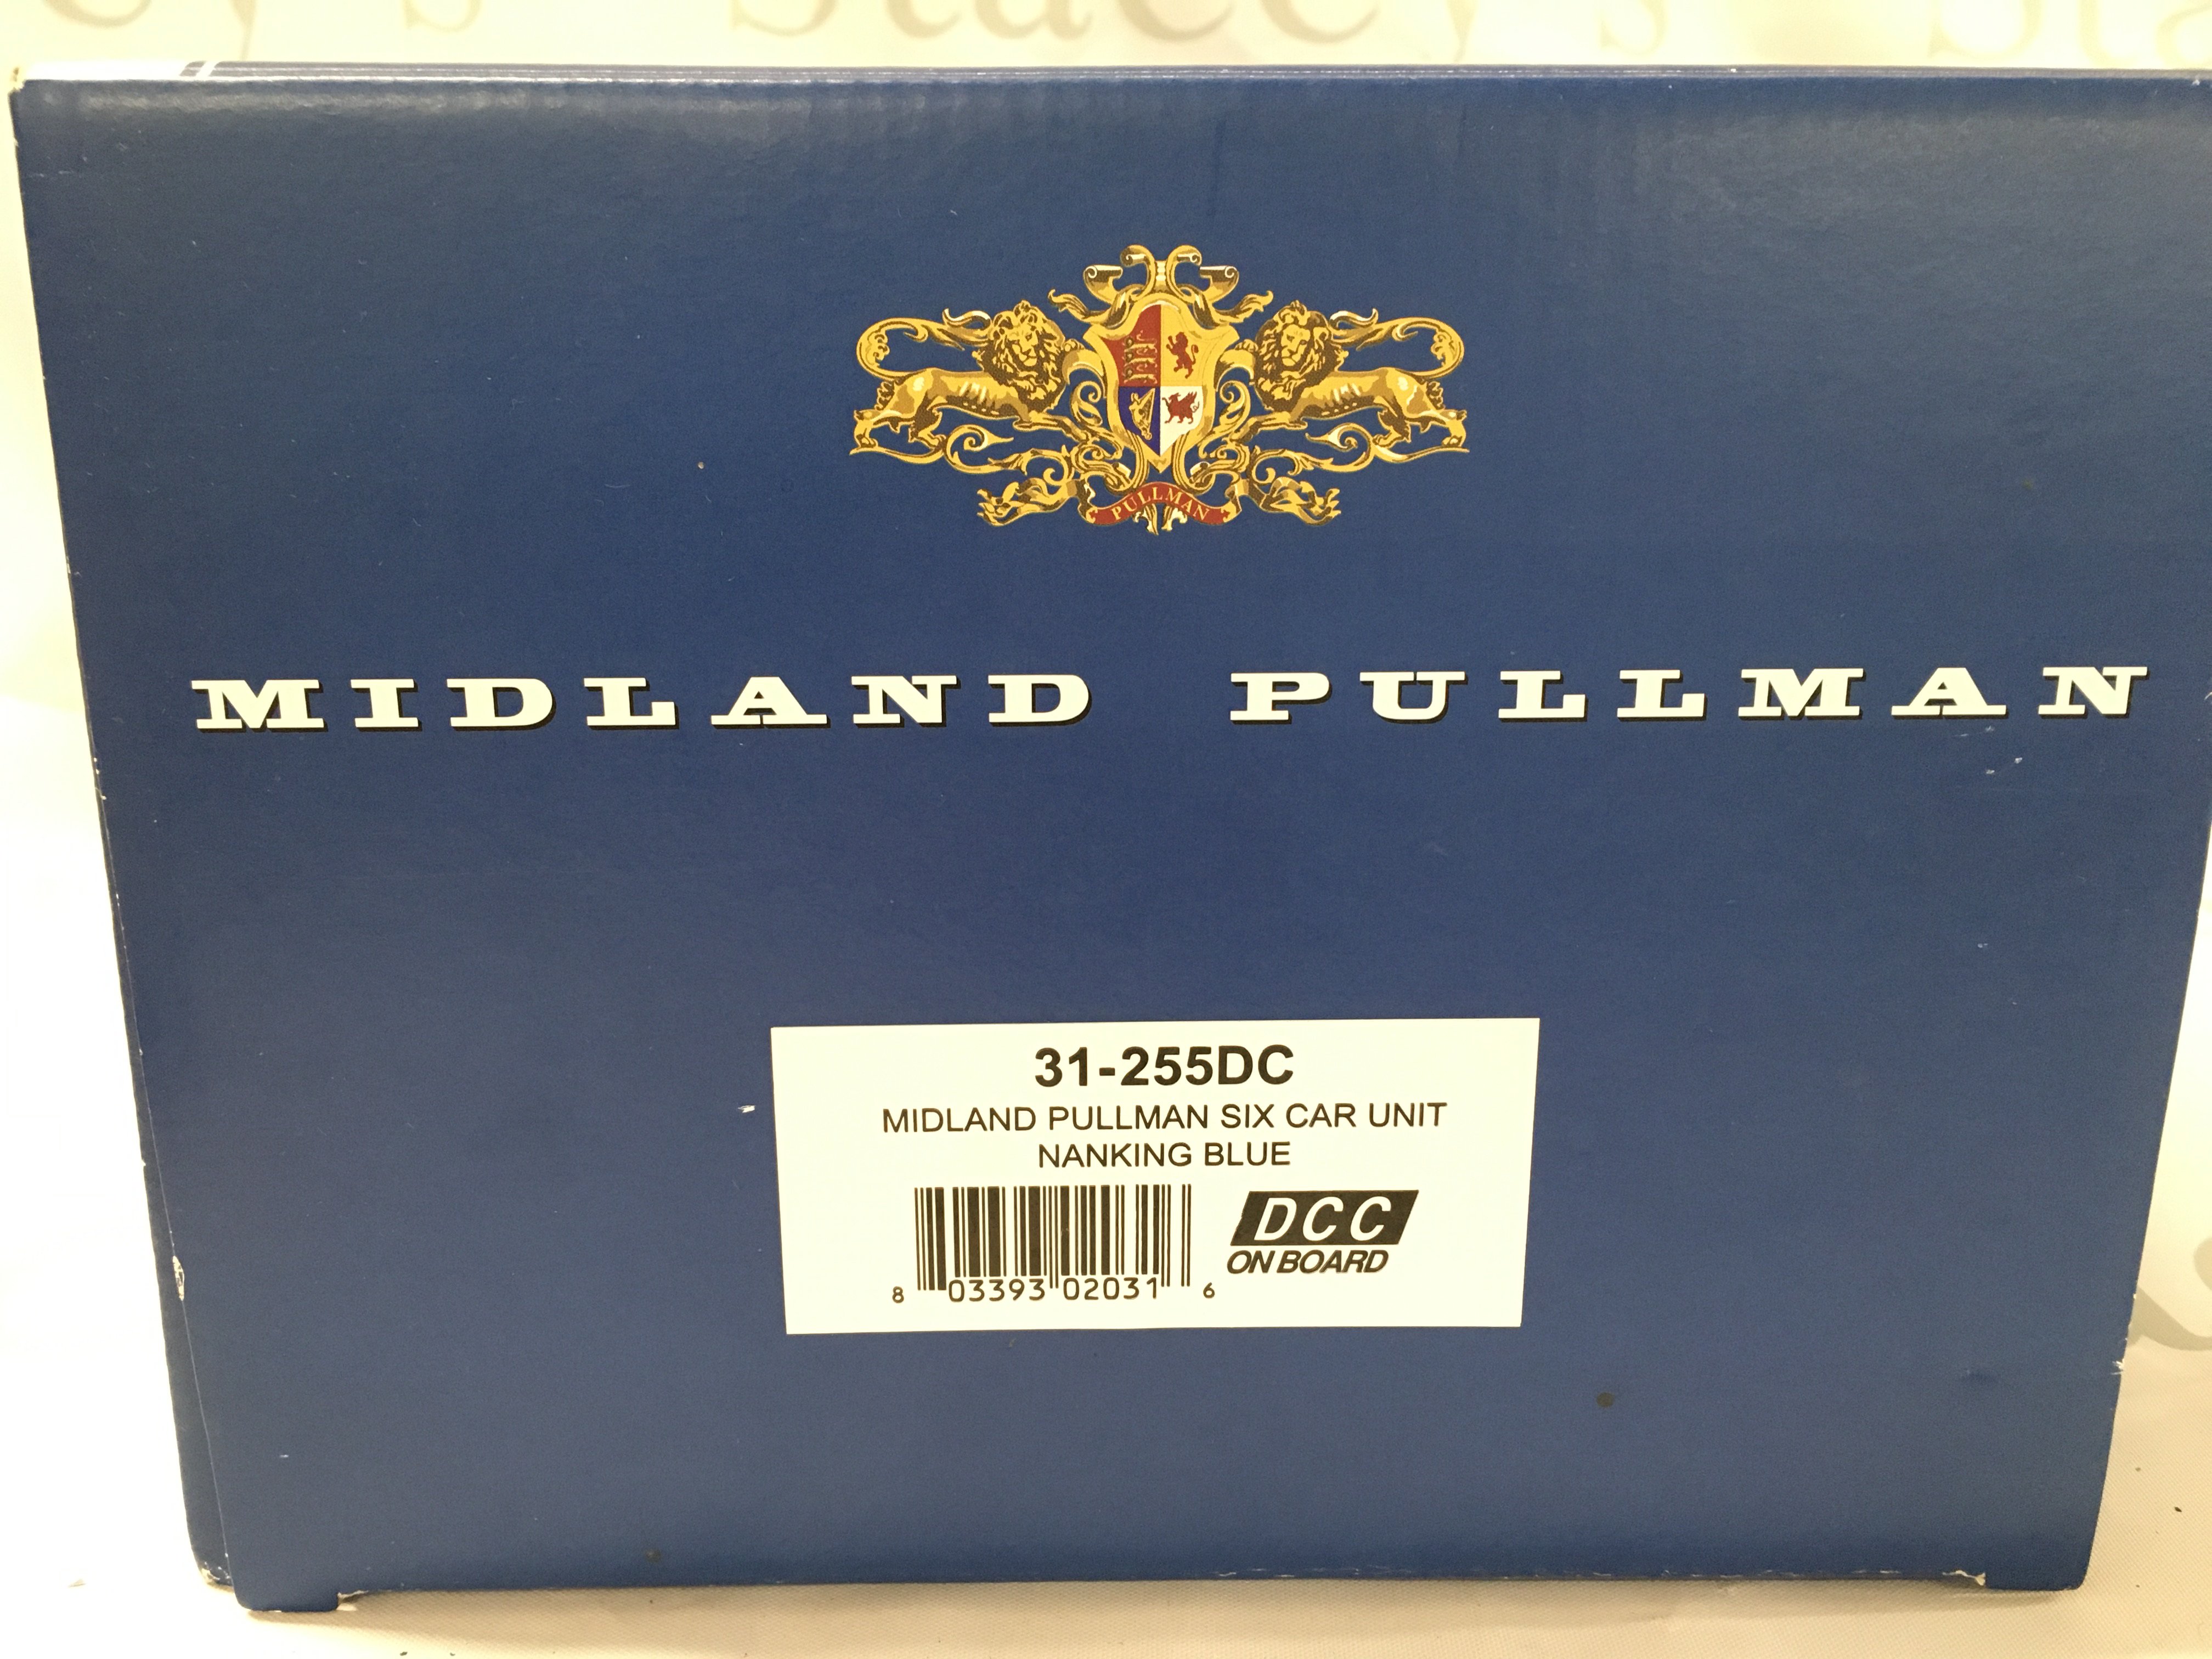 Stacey's
PULLMAN
MIDLAND PULLMAN
31-255DC
MIDLAND PULLMAN SIX CAR UNIT
NANKING BLUE
DCC
ON BOARD
8 03393 02031 6